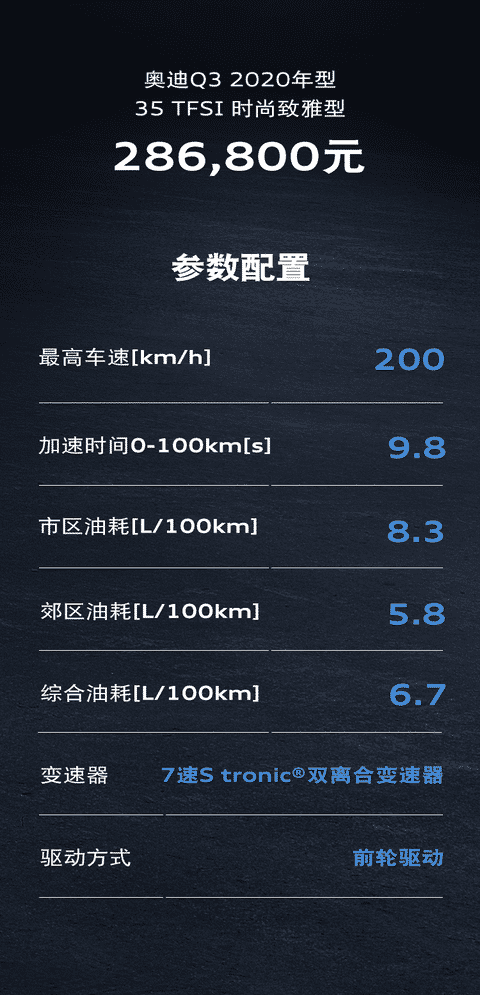 奥迪Q3 2020年型
35 TFSI 时尚致雅型
286,800元
参数配置
最高车速[km/h] 200
加速时间0-100km[s] 9.8
市区油耗[L/100km] 8.3
郊区油耗[L/100km] 5.8
综合油耗[L/100km] 6.7
变速器 7速S tronic®双离合变速器
驱动方式 前轮驱动